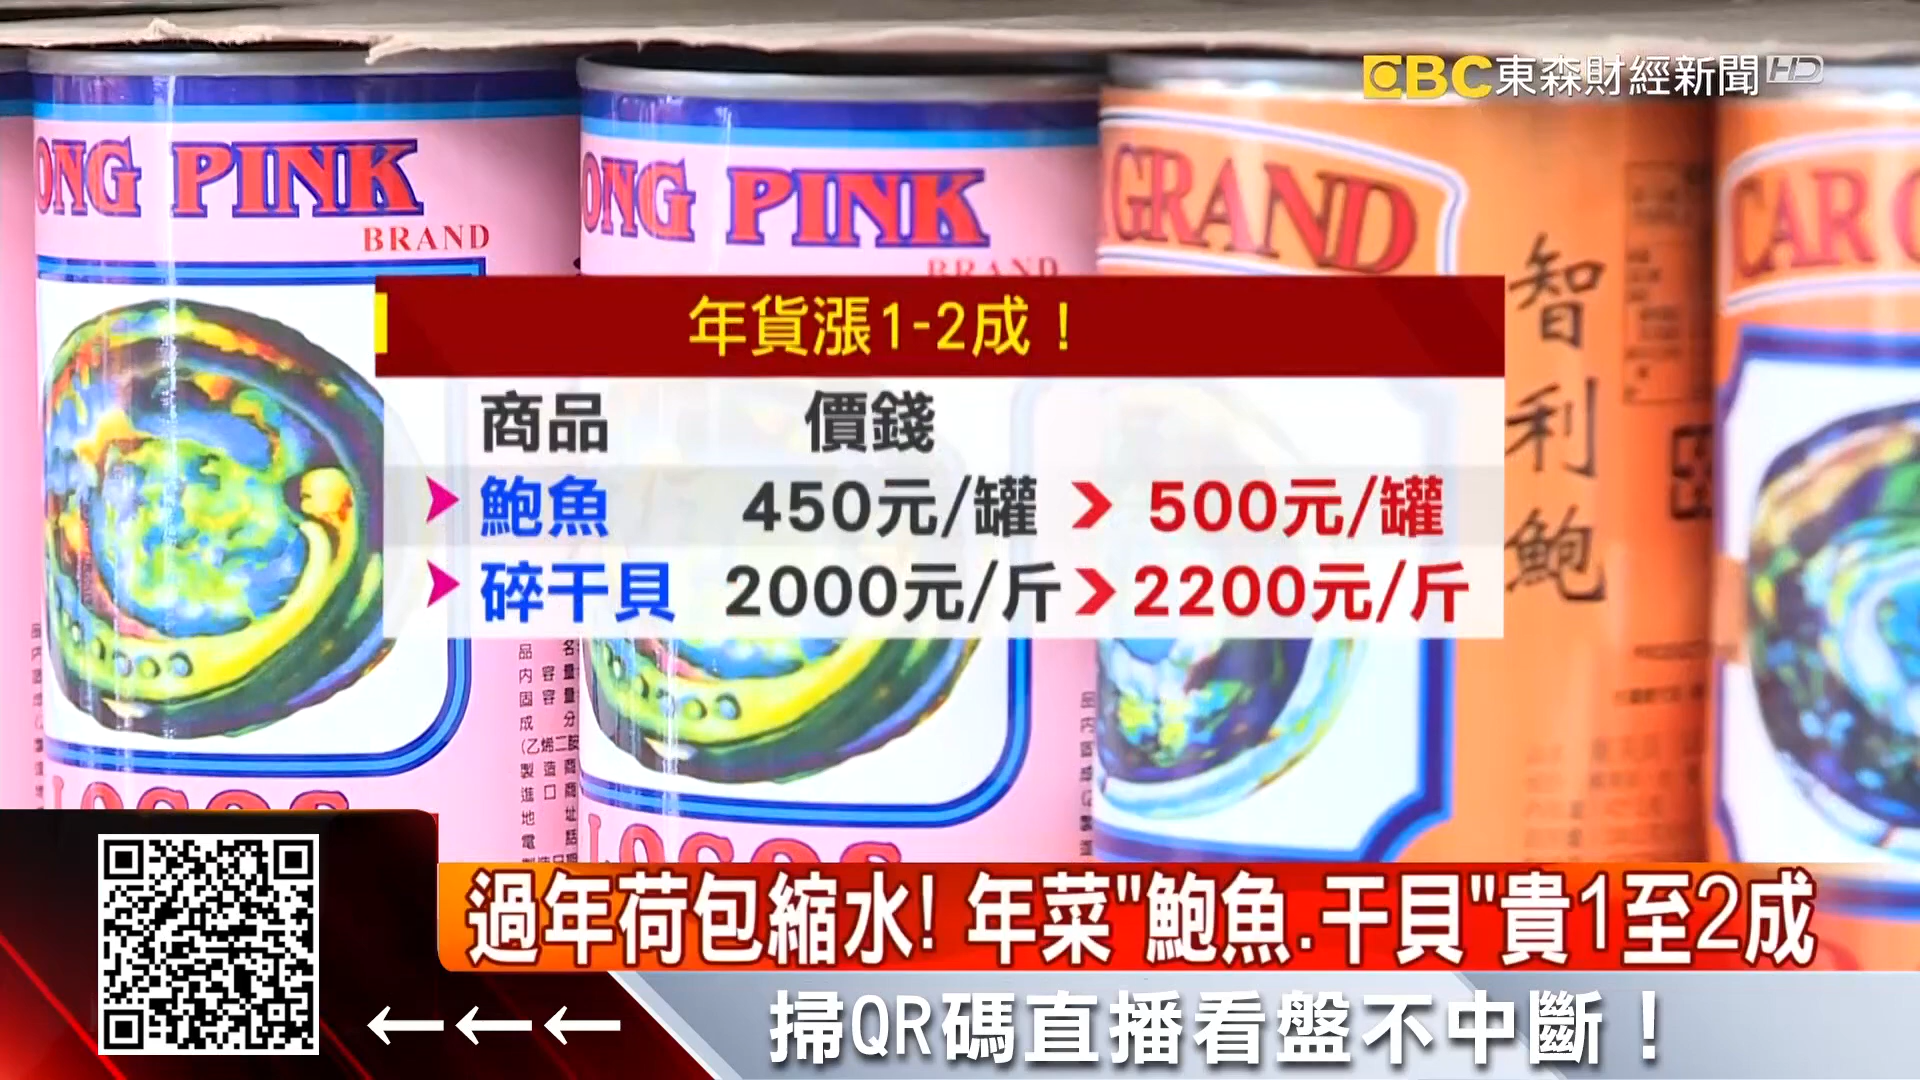 EBC東森財經新聞HD
ONG PINK
BRAND
ONG PINK
BRAND
GRAND
CAR
智利鮑
年貨漲1-2成！
商品 價錢
鮑魚 450元/罐 500元/罐
碎干貝 2000元/斤 2200元/斤
過年荷包縮水! 年菜"鮑魚.干貝"貴1至2成
←←← 掃QR碼直播看盤不中斷！